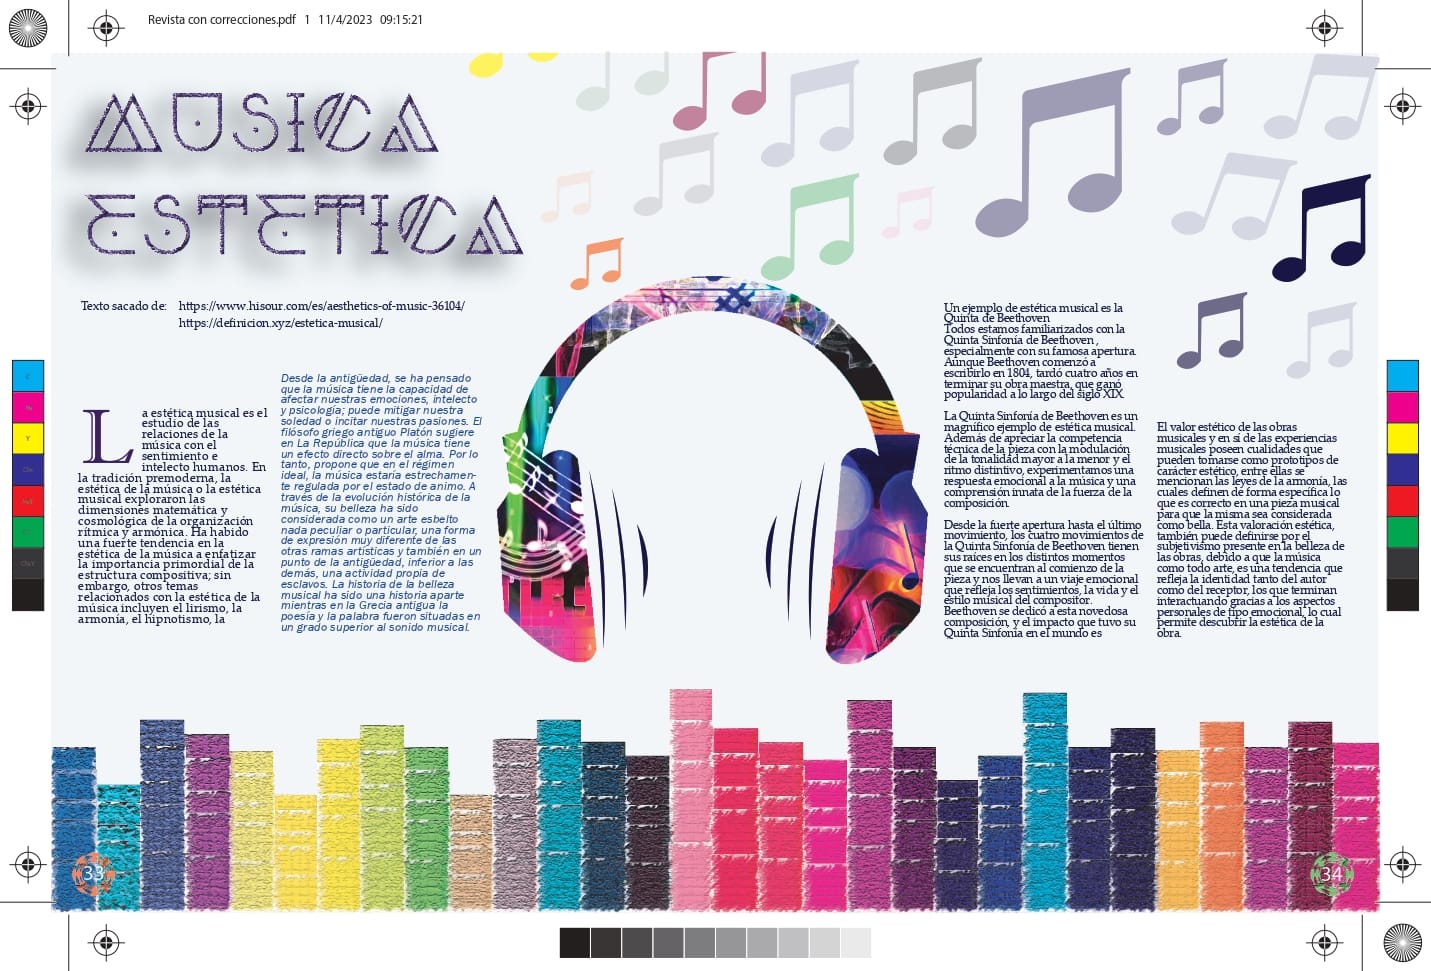 Revista con correcciones.pdf 1 11/4/2023 09:15:21
MUSICA
ESTETICA
Texto sacado de: https://www.hisour.com/es/aesthetics-of-music-36104/
https://definicion.xyz/estetica-musical/
La estética musical es el
estudio de las
relaciones de la
música con el
sentimiento e
intelecto humanos. En
la tradición premoderna, la
estética de la música o la estética
musical exploraron las
dimensiones matemática y
cosmológica de la organización
rítmica y armónica. Ha habido
una fuerte tendencia en la
estética de la música a enfatizar
la importancia primordial de la
estructura compositiva; sin
embargo, otros temas
relacionados con la estética de la
música incluyen el lirismo, la
armonía, el hipnotismo, la
Desde la antigüedad, se ha pensado
que la música tiene la capacidad de
afectar nuestras emociones, intelecto
y psicología; puede mitigar nuestra
soledad o incitar nuestras pasiones. El
filósofo griego antiguo Platón sugiere
en La República que la música tiene
un efecto directo sobre el alma. Por lo
tanto, propone que en el régimen
ideal, la música estaría estrechamen-
te regulada por el estado de animo. A
través de la evolución histórica de la
música, su belleza ha sido
considerada como un arte esbelto
nada peculiar o particular, una forma
de expresión muy diferente de las
otras ramas artísticas y también en un
punto de la antigüedad, inferior a las
demás, una actividad propia de
esclavos. La historia de la belleza
musical ha sido una historia aparte
mientras en la Grecia antigua la
poesía y la palabra fueron situadas en
un grado superior al sonido musical.
Un ejemplo de estética musical es la
Quinta de Beethoven
Todos estamos familiarizados con la
Quinta Sinfonía de Beethoven ,
especialmente con su famosa apertura.
Aunque Beethoven comenzó a
escribirlo en 1804, tardó cuatro años en
terminar su obra maestra, que ganó
popularidad a lo largo del siglo XIX.
La Quinta Sinfonía de Beethoven es un
magnífico ejemplo de estética musical.
Además de apreciar la competencia
técnica de la pieza con la modulación
de la tonalidad mayor a la menor y el
ritmo distintivo, experimentamos una
respuesta emocional a la música y una
comprensión innata de la fuerza de la
composición.
Desde la fuerte apertura hasta el último
movimiento, los cuatro movimientos de
la Quinta Sinfonía de Beethoven tienen
sus raíces en los distintos momentos
que se encuentran al comienzo de la
pieza y nos llevan a un viaje emocional
que refleja los sentimientos, la vida y el
estilo musical del compositor.
Beethoven se dedicó a esta novedosa
composición, y el impacto que tuvo su
Quinta Sinfonía en el mundo es
El valor estético de las obras
musicales y en sí de las experiencias
musicales poseen cualidades que
pueden tomarse como prototipos de
carácter estético, entre ellas se
mencionan las leyes de la armonía, las
cuales definen de forma específica lo
que es correcto en una pieza musical
para que la misma sea considerada
como bella. Esta valoración estética,
también puede definirse por el
subjetivismo presente en la belleza de
las obras, debido a que la música
como todo arte, es una tendencia que
refleja la identidad tanto del autor
como del receptor, los que terminan
interactuando gracias a los aspectos
personales de tipo emocional, lo cual
permite descubrir la estética de la
obra.
33
34